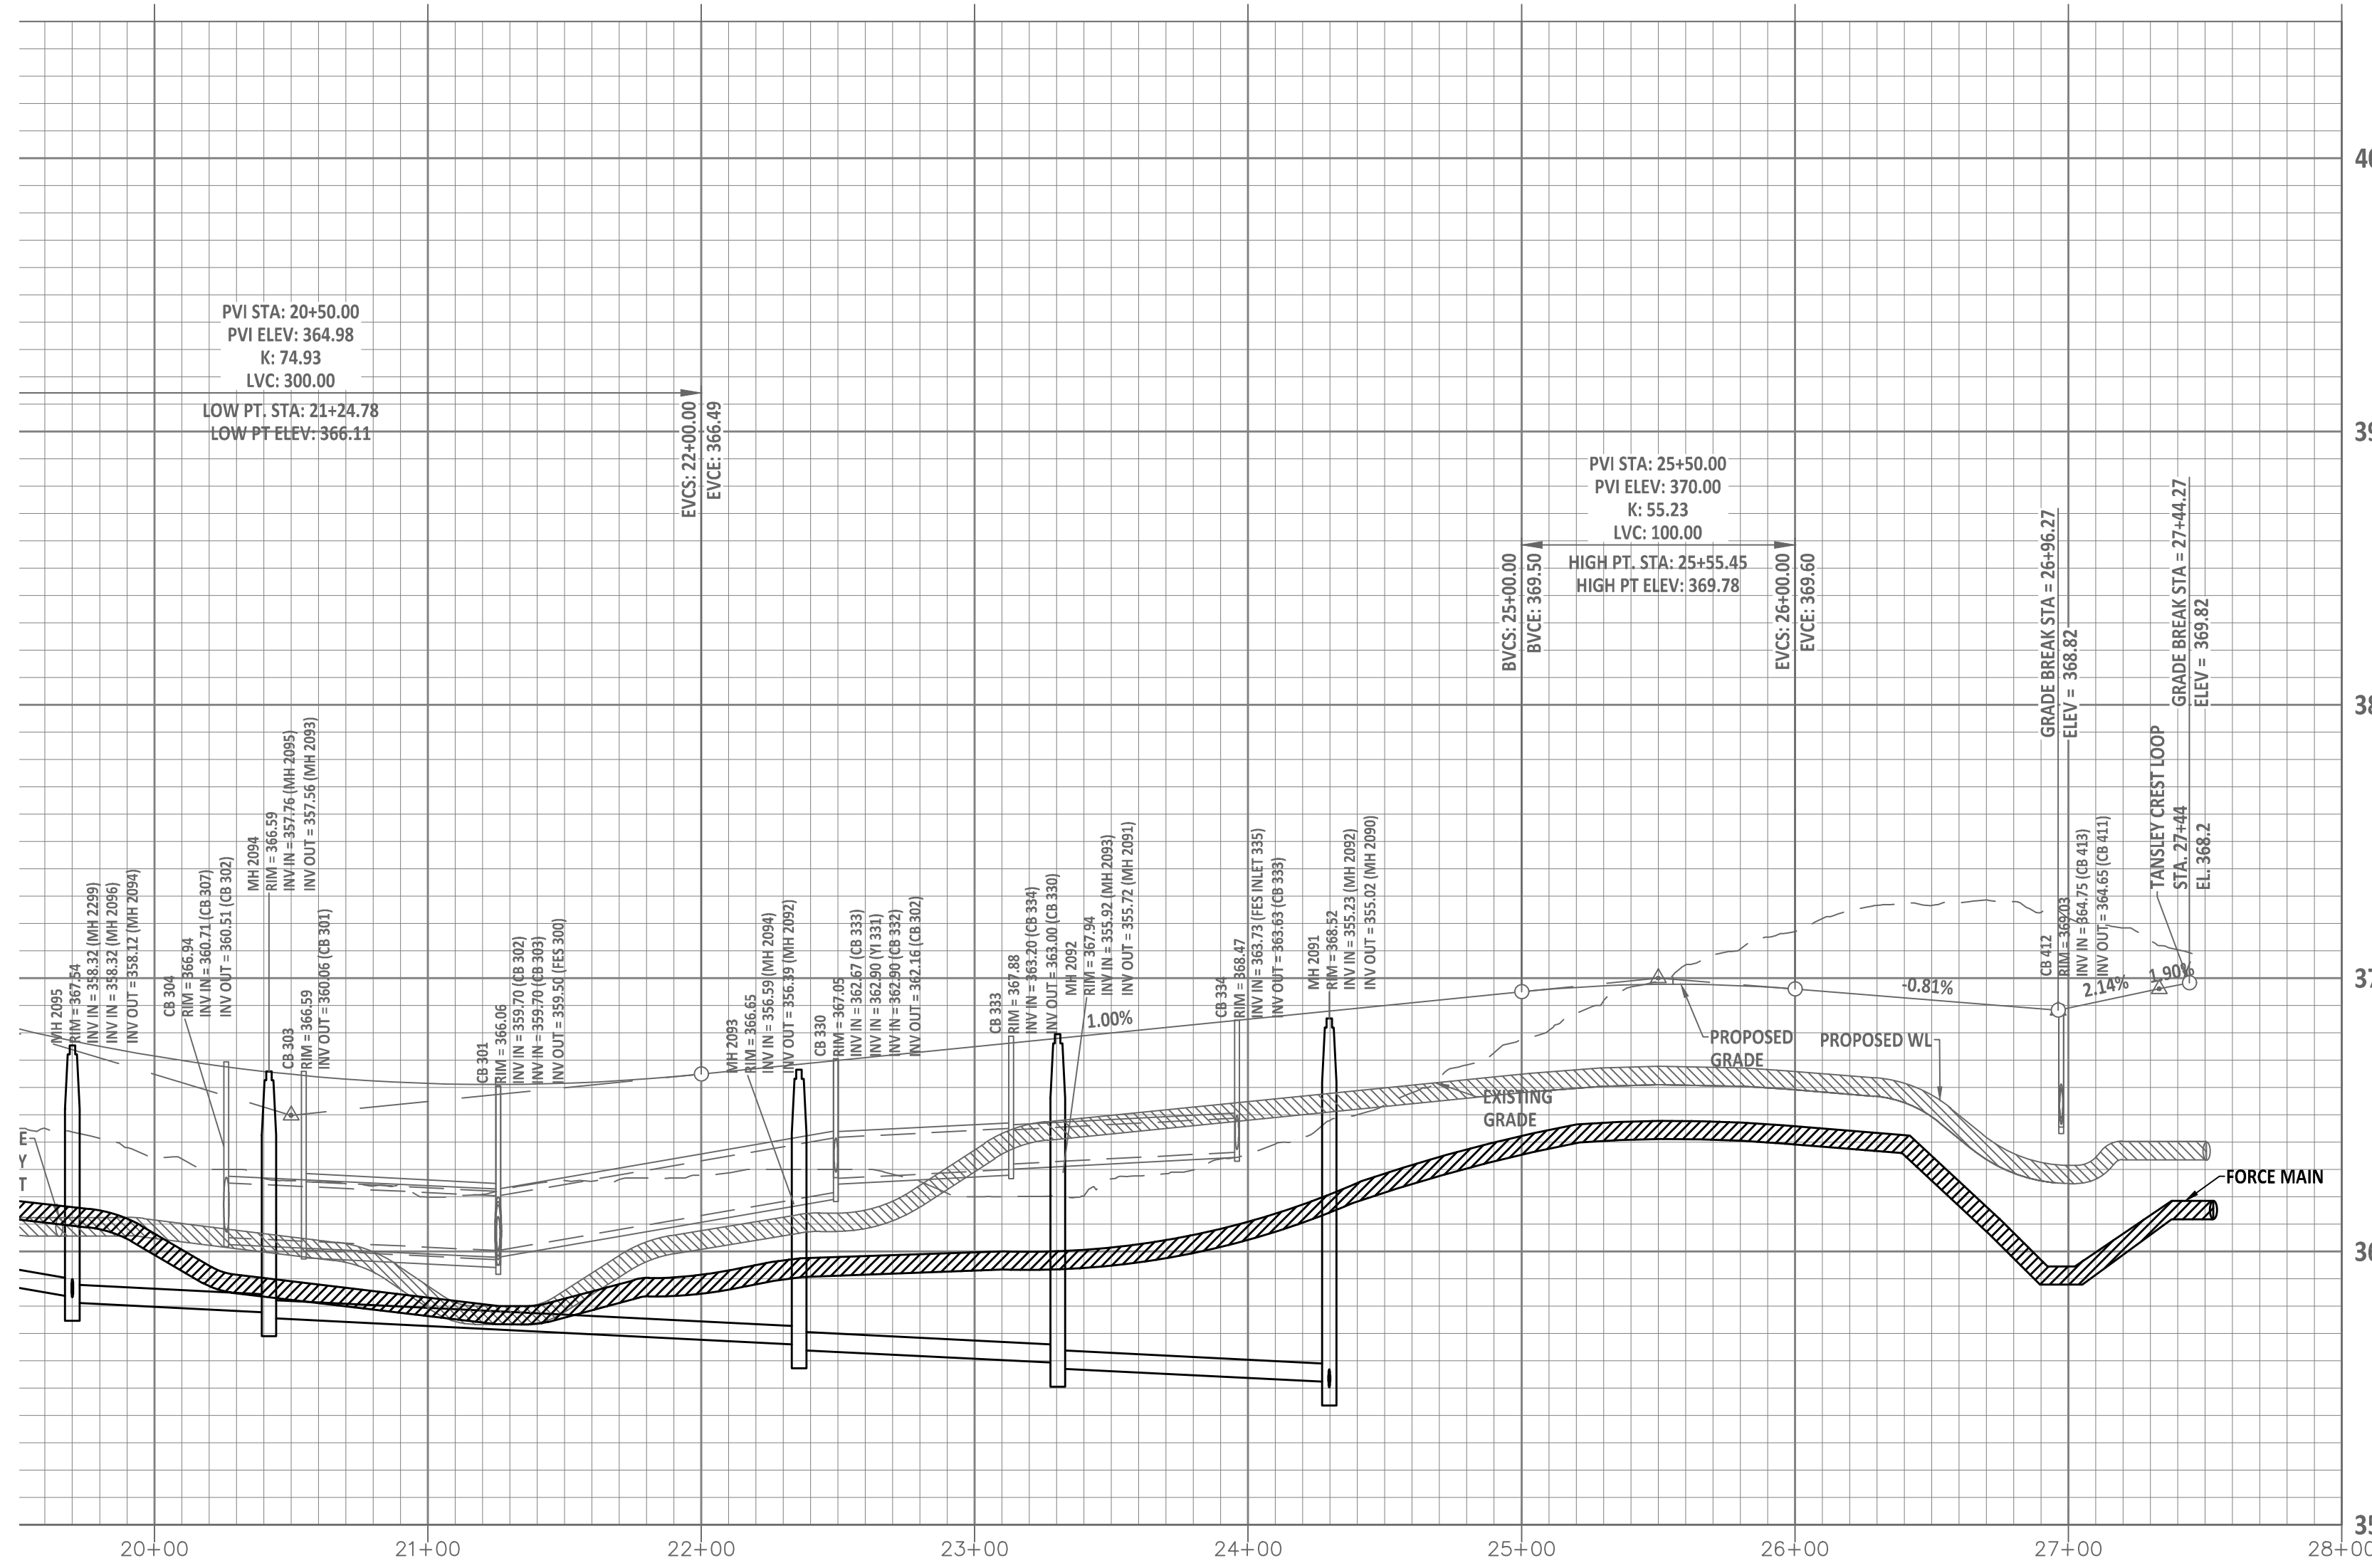 PVI STA: 20+50.00
PVI ELEV: 364.98
K: 74.93
LVC: 300.00
LOW PT. STA: 21+24.78
LOW PT ELEV: 366.11
EVCS: 22+00.00
EVCE: 366.49
PVI STA: 25+50.00
PVI ELEV: 370.00
K: 55.23
LVC: 100.00
HIGH PT. STA: 25+55.45
HIGH PT ELEV: 369.78
BVCS: 25+00.00
BVCE: 369.50
EVCS: 26+00.00
EVCE: 369.60
GRADE BREAK STA = 26+96.27
ELEV = 368.82
GRADE BREAK STA = 27+44.27
ELEV = 369.82
TANSLEY CREST LOOP
STA. 27+44
EL. 368.2
MH 2095
RIM = 367.54
INV IN = 358.32 (MH 2299)
INV IN = 358.32 (MH 2096)
INV OUT = 358.12 (MH 2094)
CB 304
RIM = 366.94
INV IN = 360.71 (CB 307)
INV OUT = 360.51 (CB 302)
MH 2094
RIM = 366.59
INV IN = 357.76 (MH 2095)
INV OUT = 357.56 (MH 2093)
CB 303
RIM = 366.59
INV OUT = 360.06 (CB 301)
CB 301
RIM = 366.06
INV IN = 359.70 (CB 302)
INV IN = 359.70 (CB 303)
INV OUT = 359.50 (FES 300)
MH 2093
RIM = 366.65
INV IN = 356.59 (MH 2094)
INV OUT = 356.39 (MH 2092)
CB 330
RIM = 367.05
INV IN = 362.67 (CB 333)
INV IN = 362.90 (YI 331)
INV IN = 362.90 (CB 332)
INV OUT = 362.16 (CB 302)
CB 333
RIM = 367.88
INV IN = 363.20 (CB 334)
INV OUT = 363.00 (CB 330)
MH 2092
RIM = 367.94
INV IN = 355.92 (MH 2093)
INV OUT = 355.72 (MH 2091)
CB 334
RIM = 368.47
INV IN = 363.73 (FES INLET 335)
INV OUT = 363.63 (CB 333)
MH 2091
RIM = 368.52
INV IN = 355.23 (MH 2092)
INV OUT = 355.02 (MH 2090)
CB 412
RIM = 369.03
INV IN = 364.75 (CB 413)
INV OUT = 364.65 (CB 411)
1.00%
-0.81%
2.14%
1.90%
PROPOSED
GRADE
PROPOSED WL
EXISTING
GRADE
FORCE MAIN
E
Y
T
40
39
38
37
36
35
20+00
21+00
22+00
23+00
24+00
25+00
26+00
27+00
28+00